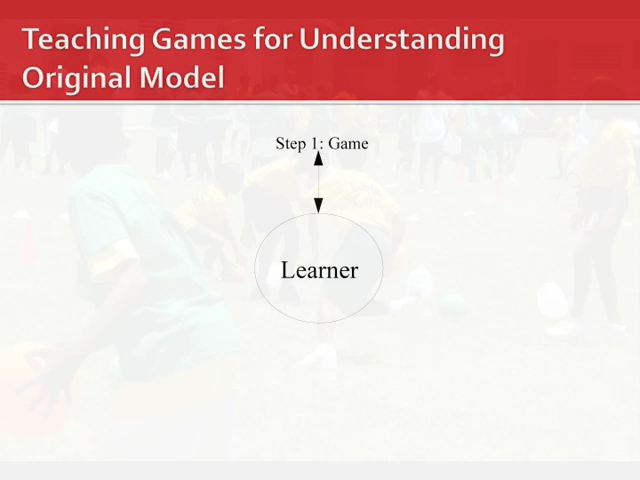 Teaching Games for Understanding
Original Model
Step 1: Game
Learner